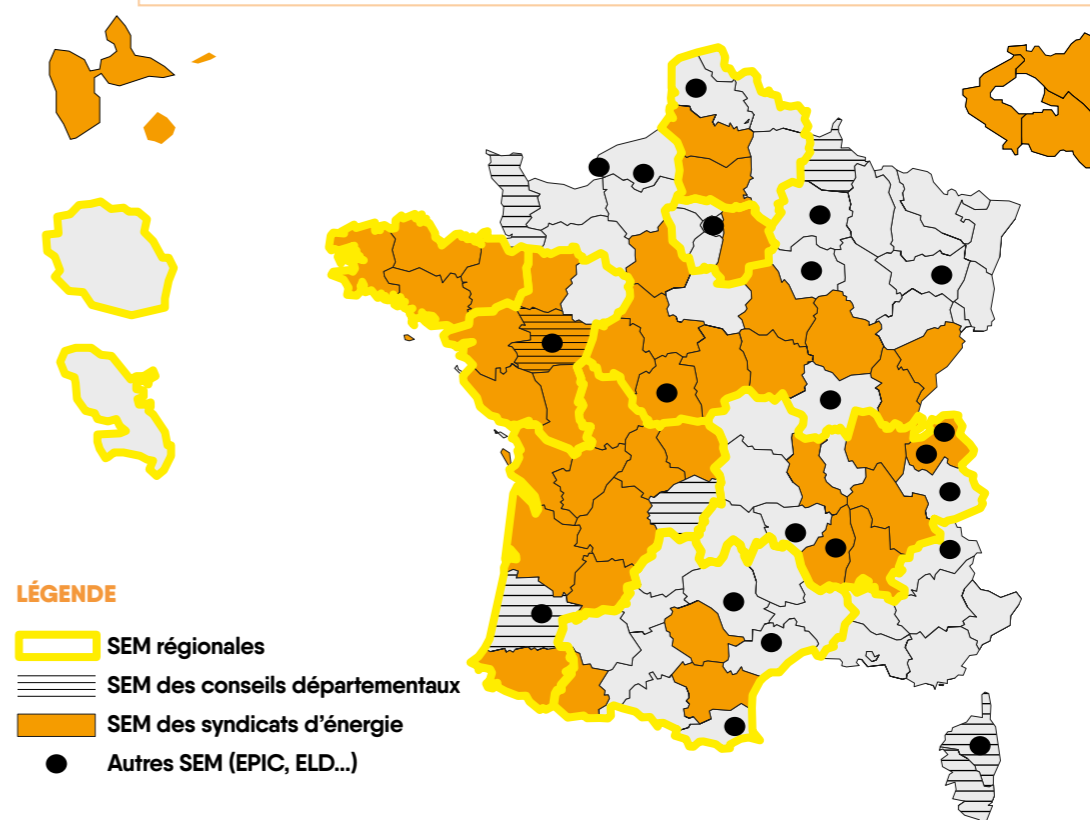 LÉGENDE
SEM régionales
SEM des conseils départementaux
SEM des syndicats d’énergie
Autres SEM (EPIC, ELD...)